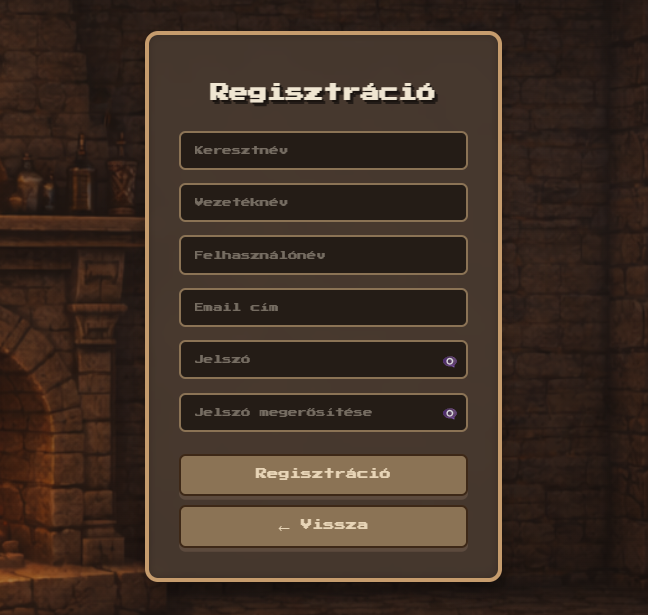 Regisztráció
Keresztnév
Vezetéknév
Felhasználónév
Email cím
Jelszó
Jelszó megerősítése
Regisztráció
← Vissza